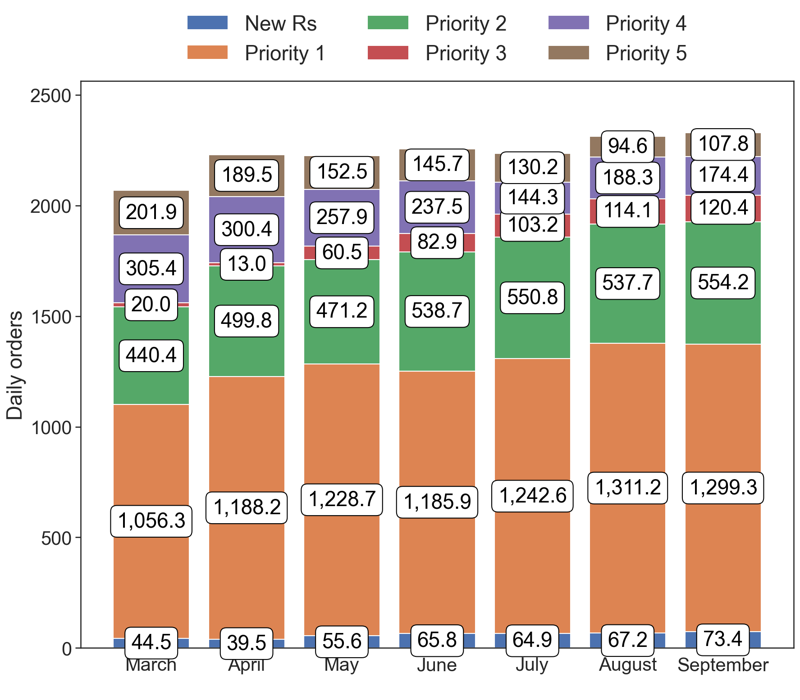 New Rs Priority 2 Priority 4
Priority 1 Priority 3 Priority 5
Daily orders
2500
2000
1500
1000
500
0
201.9 189.5 152.5 145.7 130.2 94.6 107.8
305.4 300.4 257.9 237.5 144.3 188.3 174.4
20.0 13.0 60.5 82.9 103.2 114.1 120.4
440.4 499.8 471.2 538.7 550.8 537.7 554.2
1,056.3 1,188.2 1,228.7 1,185.9 1,242.6 1,311.2 1,299.3
44.5 39.5 55.6 65.8 64.9 67.2 73.4
March April May June July August September